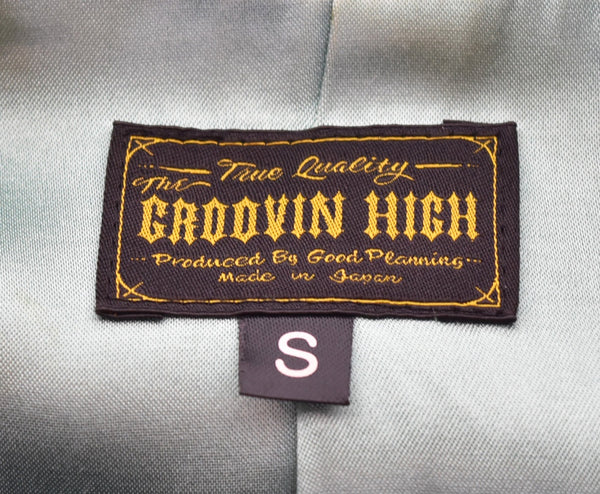 True Quality
The
GROOVIN HIGH
Produced By Good Planning
Made in Japan
S